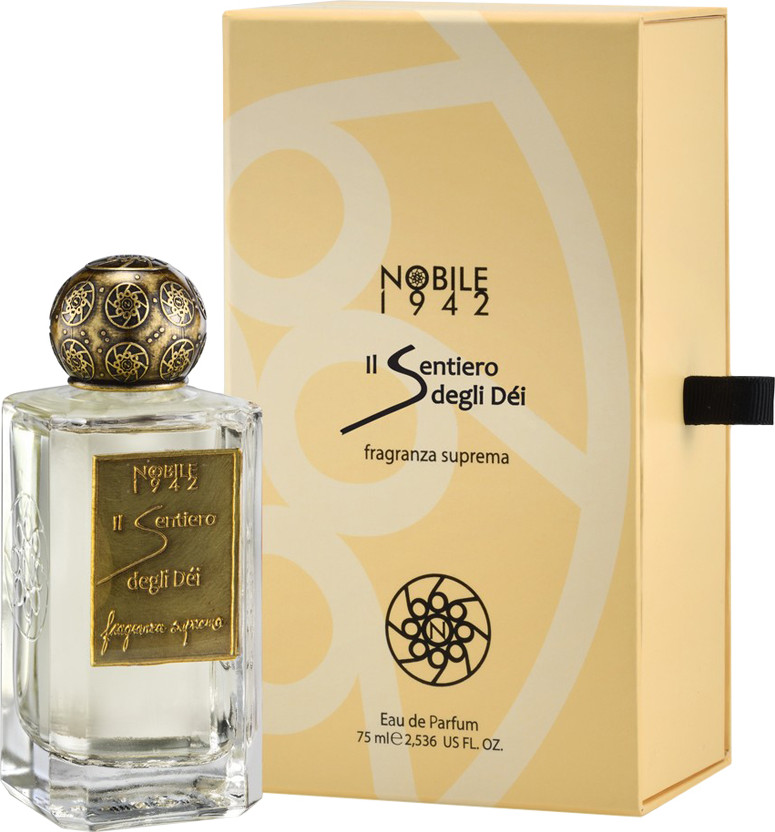 NOBILE
1942
Il Sentiero
degli Déi
fragranza suprema
N
Eau de Parfum
75 ml℮2,536 US FL. OZ.
N
NOBILE
1942
Il Sentiero
degli Déi
fragranza suprema